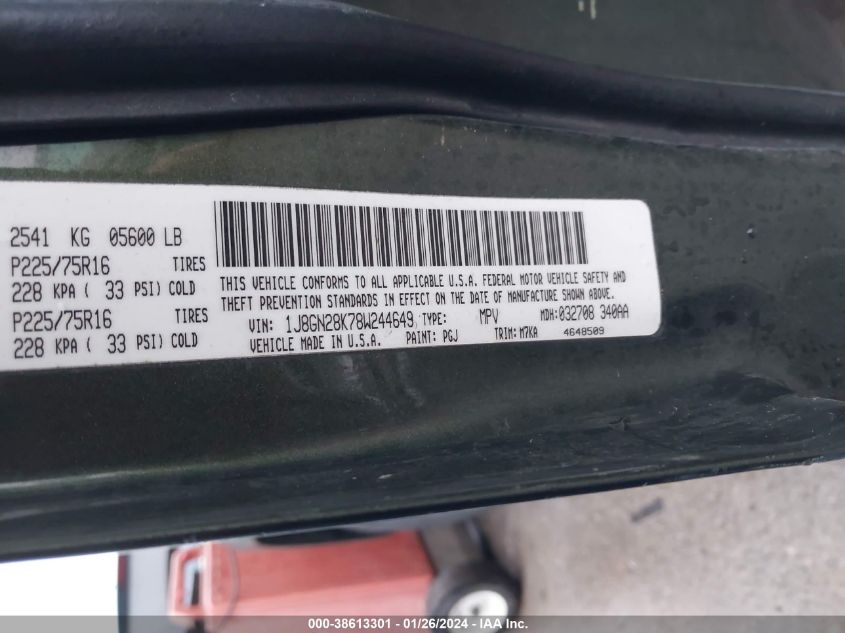 2541 KG 05600 LB
P225/75R16 TIRES
228 KPA ( 33 PSI) COLD
P225/75R16 TIRES
228 KPA ( 33 PSI) COLD
THIS VEHICLE CONFORMS TO ALL APPLICABLE U.S.A. FEDERAL MOTOR VEHICLE SAFETY AND
THEFT PREVENTION STANDARDS IN EFFECT ON THE DATE OF MANUFACTURE SHOWN ABOVE.
VIN: 1J8GN28K78W244649 TYPE: MPV MDH: 032708 340AA
VEHICLE MADE IN U.S.A. PAINT: PGJ TRIM: M7KA 4648509
000-38613301 - 01/26/2024 - IAA Inc.